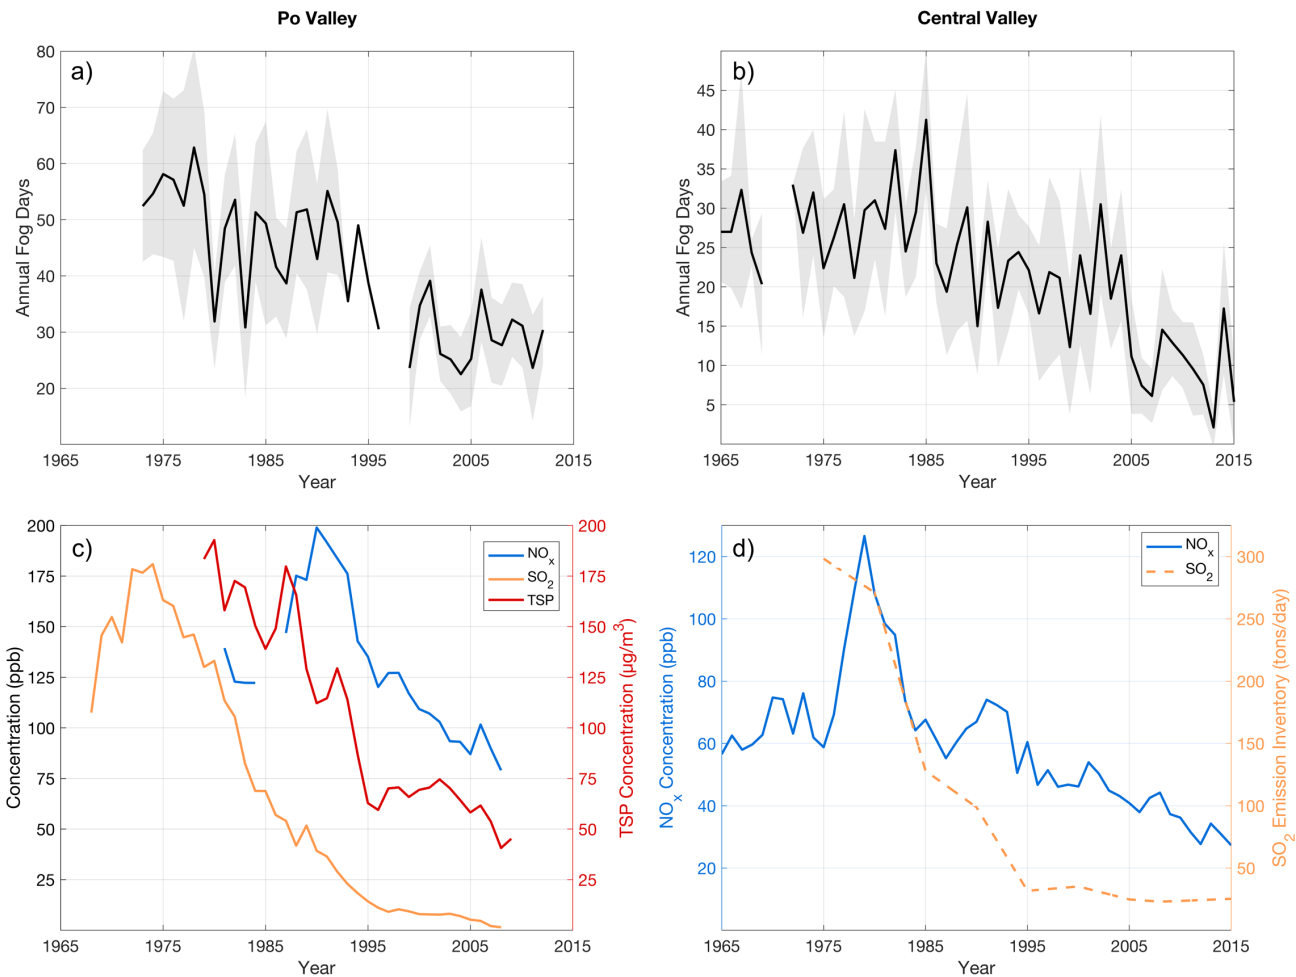 Po Valley
Central Valley
a)
80
70
60
50
40
30
20
Annual Fog Days
1965 1975 1985 1995 2005 2015
Year
b)
45
40
35
30
25
20
15
10
5
Annual Fog Days
1965 1975 1985 1995 2005 2015
Year
c)
200
175
150
125
100
75
50
25
Concentration (ppb)
NOx
SO2
TSP
200
175
150
125
100
75
50
25
TSP Concentration (μg/m³)
1965 1975 1985 1995 2005 2015
Year
d)
120
100
80
60
40
20
NOx Concentration (ppb)
NOx
SO2
300
250
200
150
100
50
SO2 Emission Inventory (tons/day)
1965 1975 1985 1995 2005 2015
Year